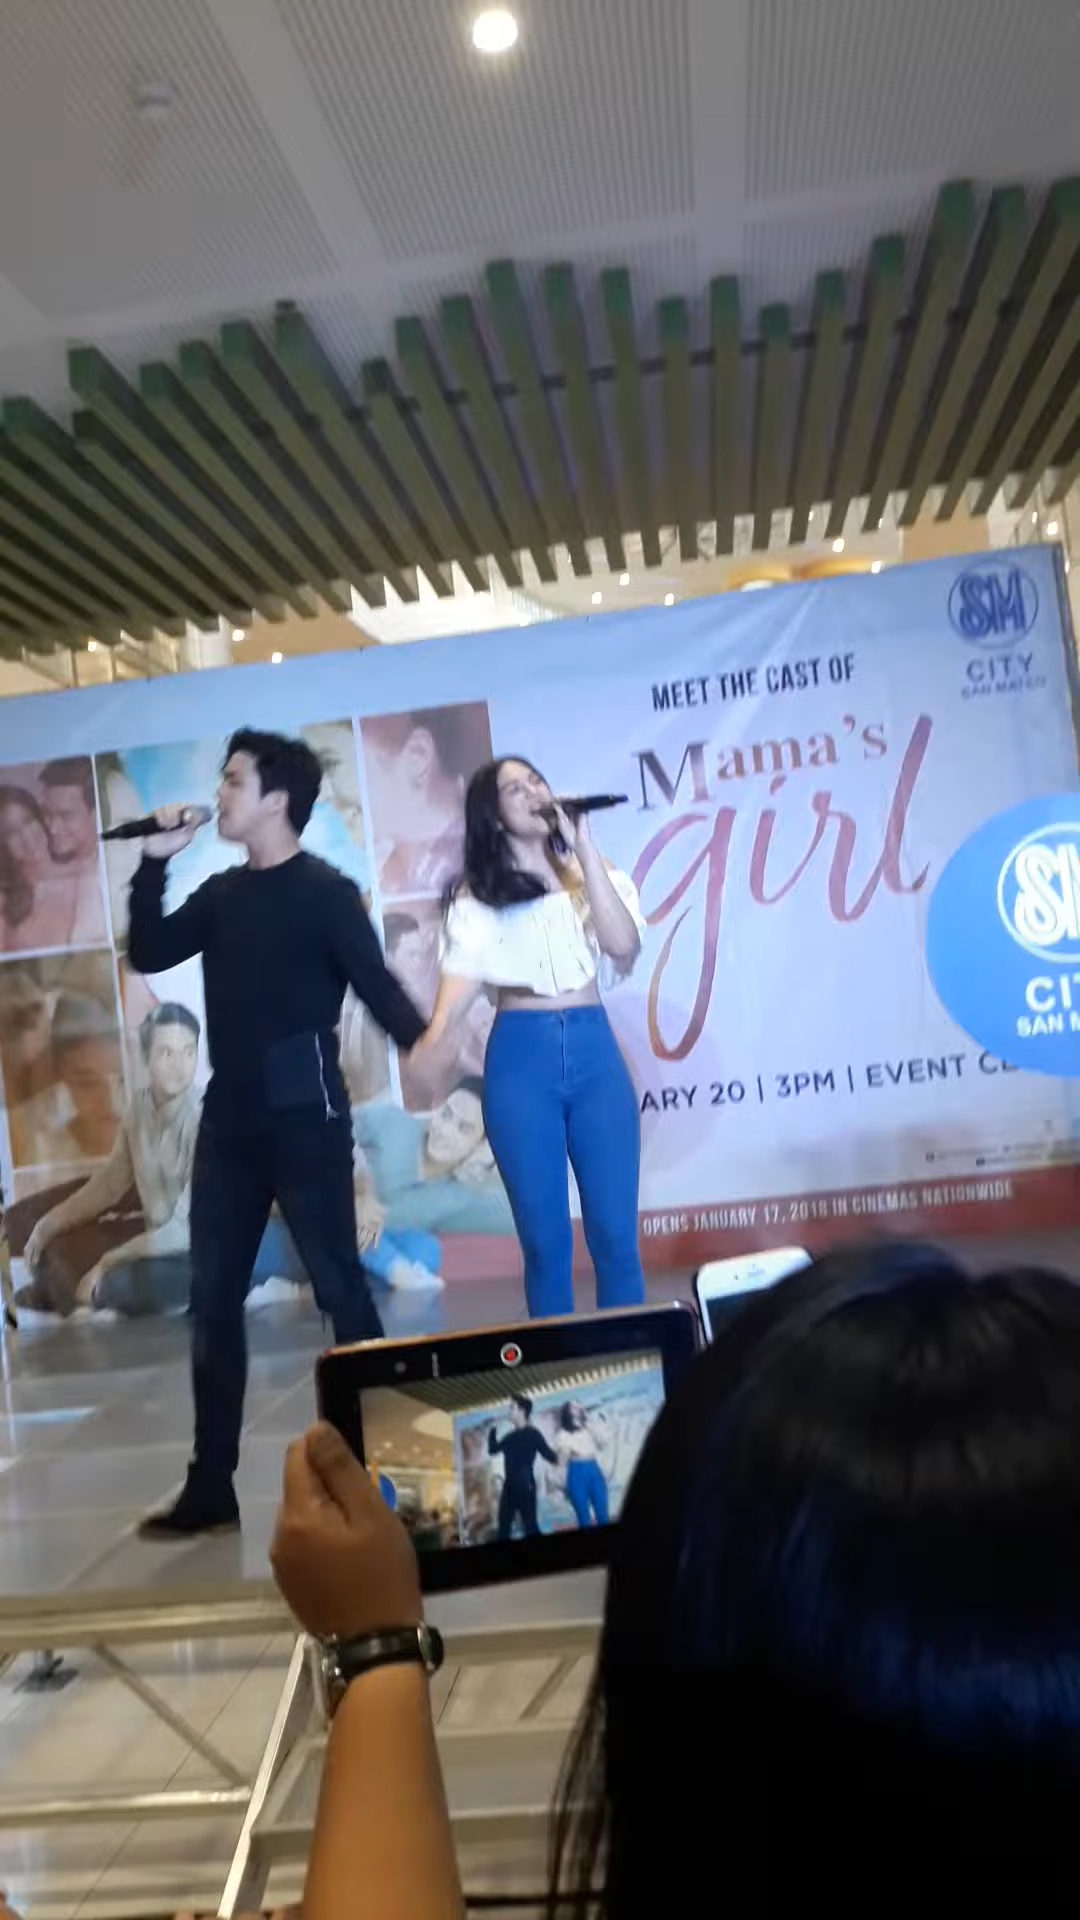 SM
CITY
SAN MATEO
MEET THE CAST OF
Mama's
girl
SM
SAN M
ARY 20 | 3PM | EVENT
OPENS JANUARY 17, 2018 IN CINEMAS NATIONWIDE